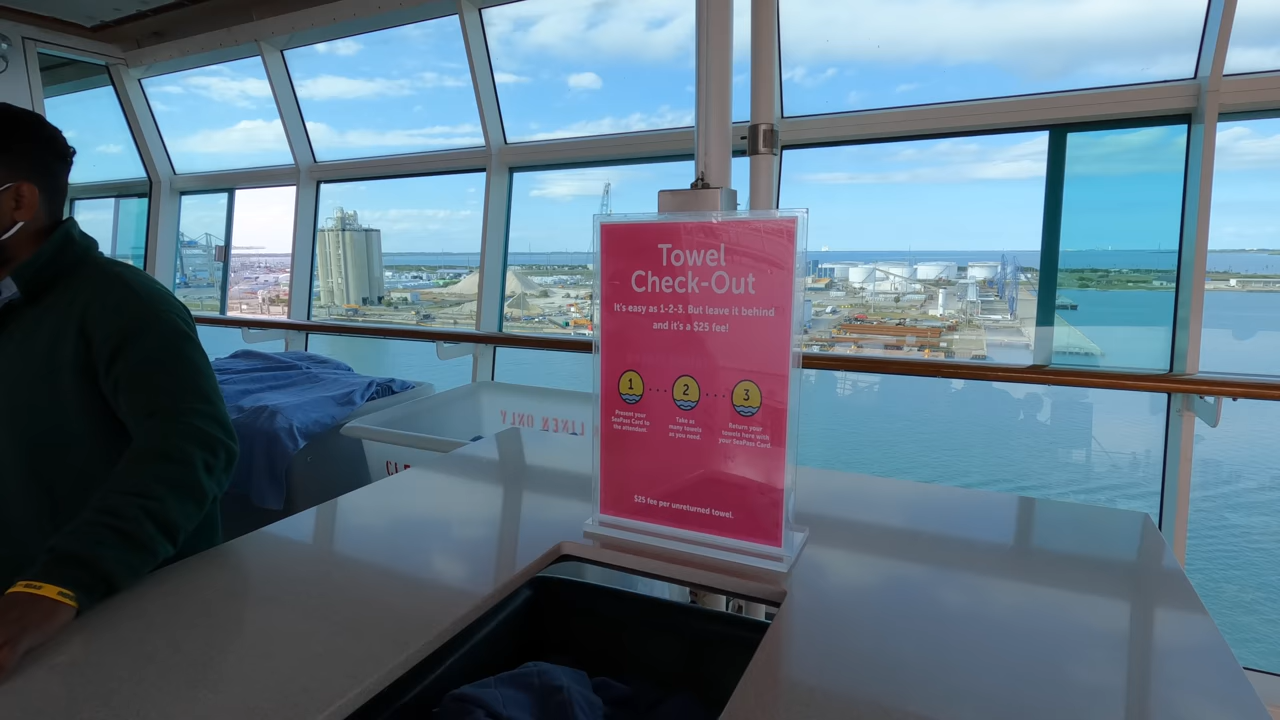 Towel
Check-Out
It's easy as 1-2-3. But leave it behind
and it's a $25 fee!
1
2
3
Present your
SeaPass Card to
the attendant.
Take as
many towels
as you need.
Return your
towels here with
your SeaPass Card.
$25 fee per unreturned towel.
LINEN ONLY